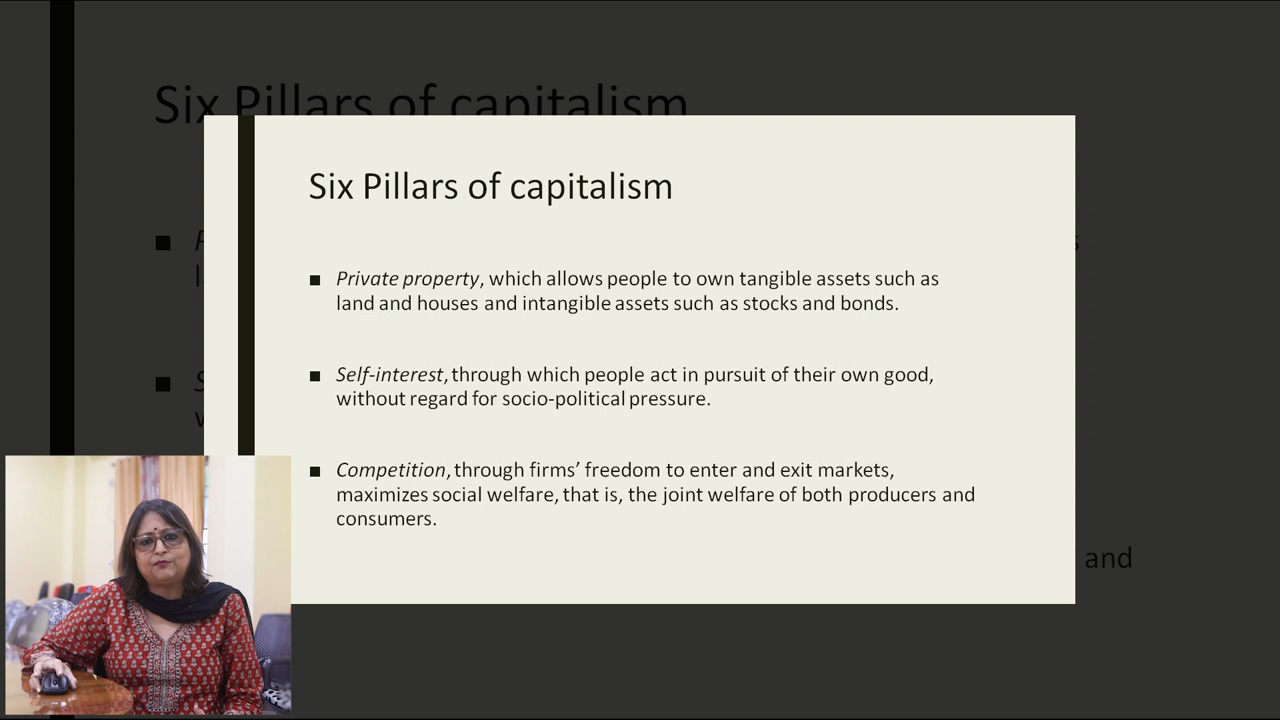 Six Pillars of capitalism
Six Pillars of capitalism
■ Private property, which allows people to own tangible assets such as
land and houses and intangible assets such as stocks and bonds.
■ Self-interest, through which people act in pursuit of their own good,
without regard for socio-political pressure.
■ Competition, through firms’ freedom to enter and exit markets,
maximizes social welfare, that is, the joint welfare of both producers and
consumers.
and